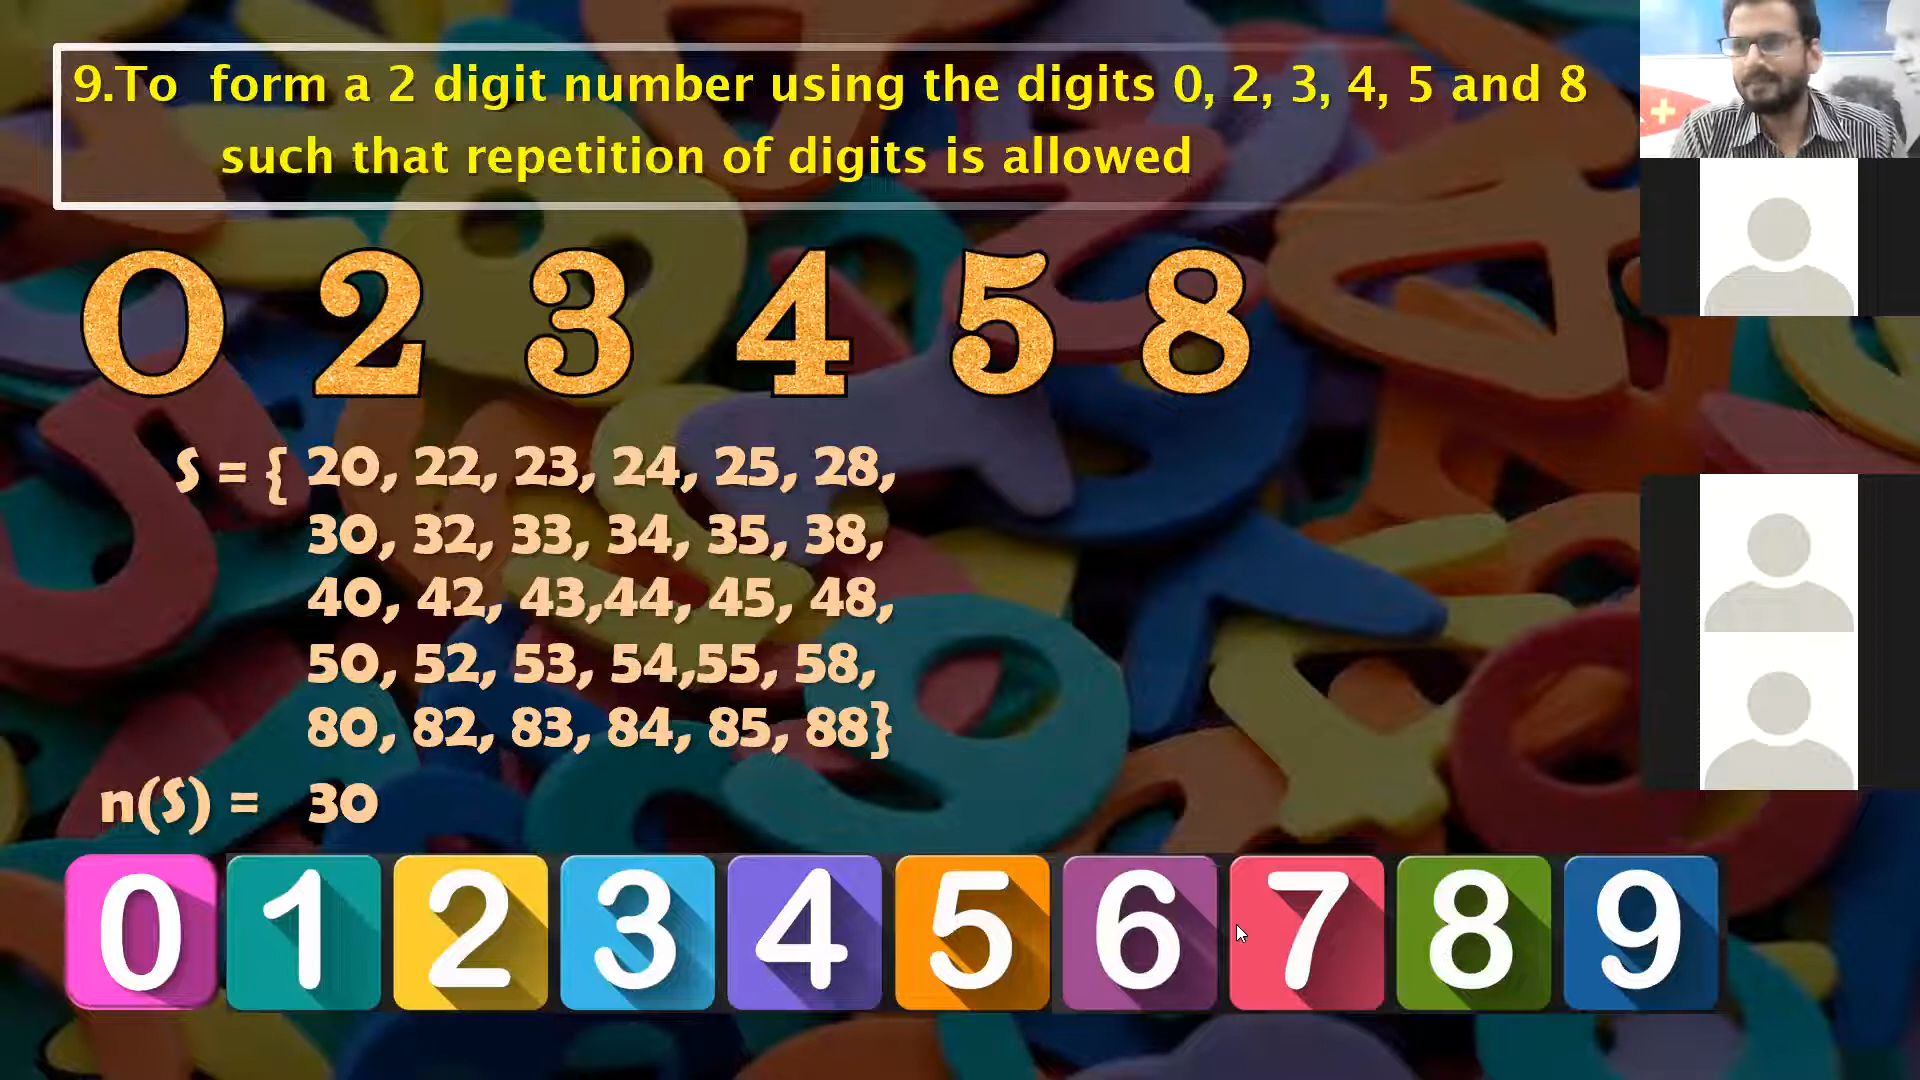 9.To form a 2 digit number using the digits 0, 2, 3, 4, 5 and 8
such that repetition of digits is allowed
0 2 3 4 5 8
S = { 20, 22, 23, 24, 25, 28,
30, 32, 33, 34, 35, 38,
40, 42, 43,44, 45, 48,
50, 52, 53, 54,55, 58,
80, 82, 83, 84, 85, 88}
n(S) = 30
0 1 2 3 4 5 6 7 8 9